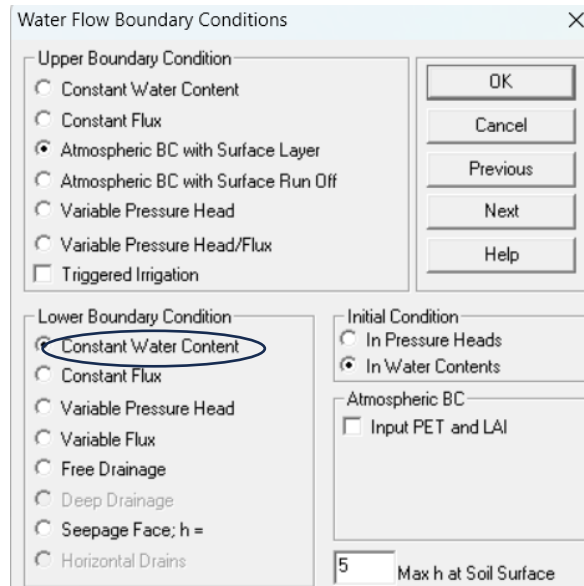 Water Flow Boundary Conditions
Upper Boundary Condition
Constant Water Content
Constant Flux
Atmospheric BC with Surface Layer
Atmospheric BC with Surface Run Off
Variable Pressure Head
Variable Pressure Head/Flux
Triggered Irrigation
OK
Cancel
Previous
Next
Help
Lower Boundary Condition
Constant Water Content
Constant Flux
Variable Pressure Head
Variable Flux
Free Drainage
Deep Drainage
Seepage Face; h =
Horizontal Drains
Initial Condition
In Pressure Heads
In Water Contents
Atmospheric BC
Input PET and LAI
5 Max h at Soil Surface